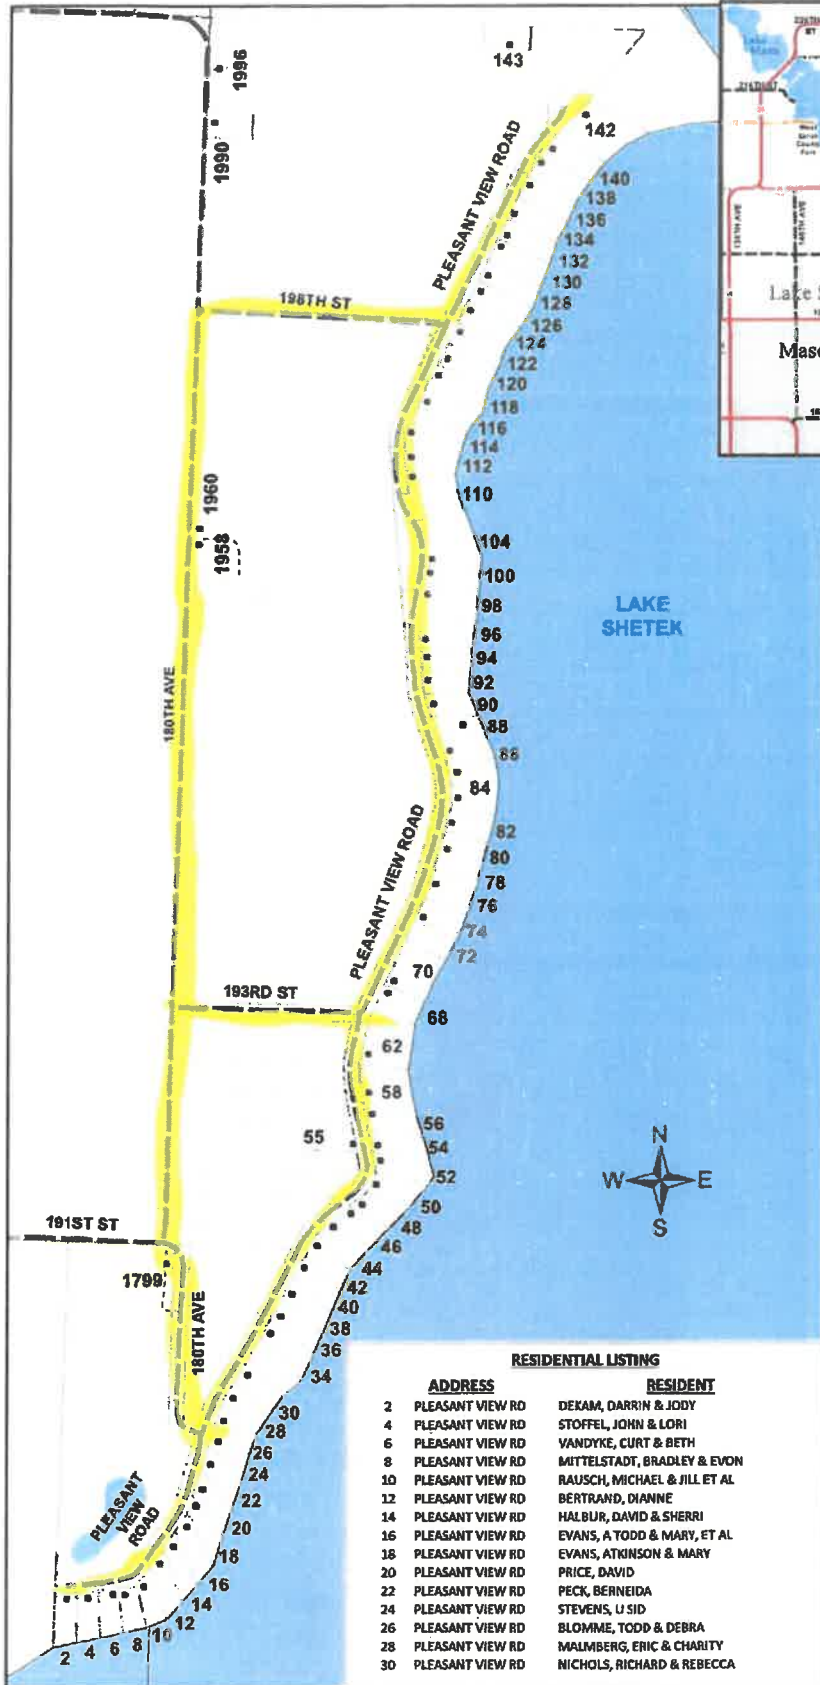 143
1996
142
1990
PLEASANT VIEW ROAD
140
138
136
134
132
130
198TH ST
128
126
124
122
120
118
116
114
112
110
1960
104
1958
100
98
LAKE
SHETEK
96
94
180TH AVE
92
90
88
86
84
82
PLEASANT VIEW ROAD
80
78
76
74
72
70
193RD ST
68
62
58
56
55
54
N
W E
S
52
50
191ST ST
48
46
1799
44
42
40
180TH AVE
38
36
34
30
28
26
24
PLEASANT
VIEW
ROAD
22
20
18
16
14
12
10
8
6
4
2
RESIDENTIAL LISTING
ADDRESS RESIDENT
2 PLEASANT VIEW RD DEKAM, DARRIN & JODY
4 PLEASANT VIEW RD STOFFEL, JOHN & LORI
6 PLEASANT VIEW RD VANDYKE, CURT & BETH
8 PLEASANT VIEW RD MITTELSTADT, BRADLEY & EVON
10 PLEASANT VIEW RD RAUSCH, MICHAEL & JILL ET AL
12 PLEASANT VIEW RD BERTRAND, DIANNE
14 PLEASANT VIEW RD HALBUR, DAVID & SHERRI
16 PLEASANT VIEW RD EVANS, A TODD & MARY, ET AL
18 PLEASANT VIEW RD EVANS, ATKINSON & MARY
20 PLEASANT VIEW RD PRICE, DAVID
22 PLEASANT VIEW RD PECK, BERNEIDA
24 PLEASANT VIEW RD STEVENS, U SID
26 PLEASANT VIEW RD BLOMME, TODD & DEBRA
28 PLEASANT VIEW RD MALMBERG, ERIC & CHARITY
30 PLEASANT VIEW RD NICHOLS, RICHARD & REBECCA